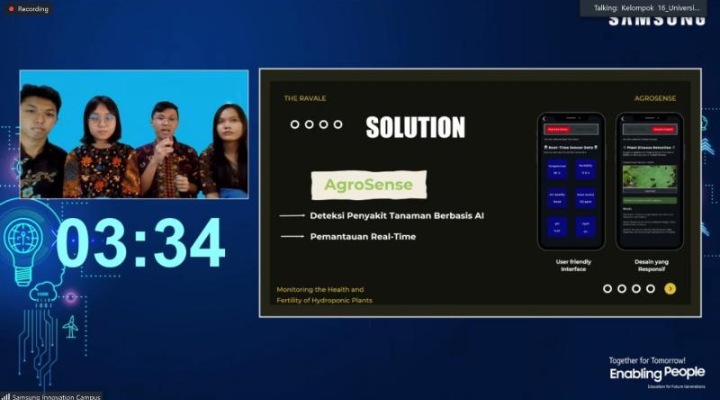 Recording
Talking: Kelompok 16_Universi...
SAMSUNG
THE RAVALE
AGROSENSE
SOLUTION
AgroSense
Deteksi Penyakit Tanaman Berbasis AI
Pemantauan Real-Time
User friendly
Interface
Desain yang
Responsif
Monitoring the Health and
Fertility of Hydroponic Plants
03:34
Together for Tomorrow!
Enabling People
Education for Future Generations
Samsung Innovation Campus